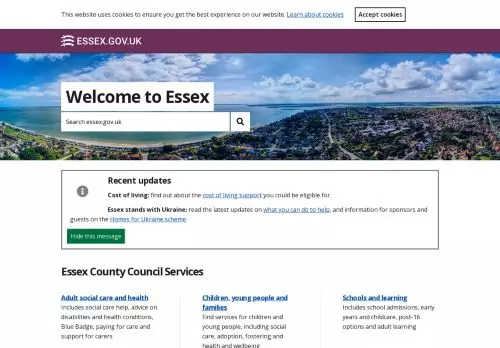 This website uses cookies to ensure you get the best experience on our website. Learn about cookies
Accept cookies
ESSEX.GOV.UK
Welcome to Essex
Search essex.gov.uk
Recent updates
Cost of living: find out about the cost of living support you could be eligible for.
Essex stands with Ukraine: read the latest updates on what you can do to help, and information for sponsors and
guests on the Homes for Ukraine scheme
Hide this message
Essex County Council Services
Adult social care and health
Includes social care help, advice on
disabilities and health conditions,
Blue Badge, paying for care and
support for carers
Children, young people and
families
Find services for children and
young people, including social
care, adoption, fostering and
health and wellbeing
Schools and learning
Includes school admissions, early
years and childcare, post-16
options and adult learning